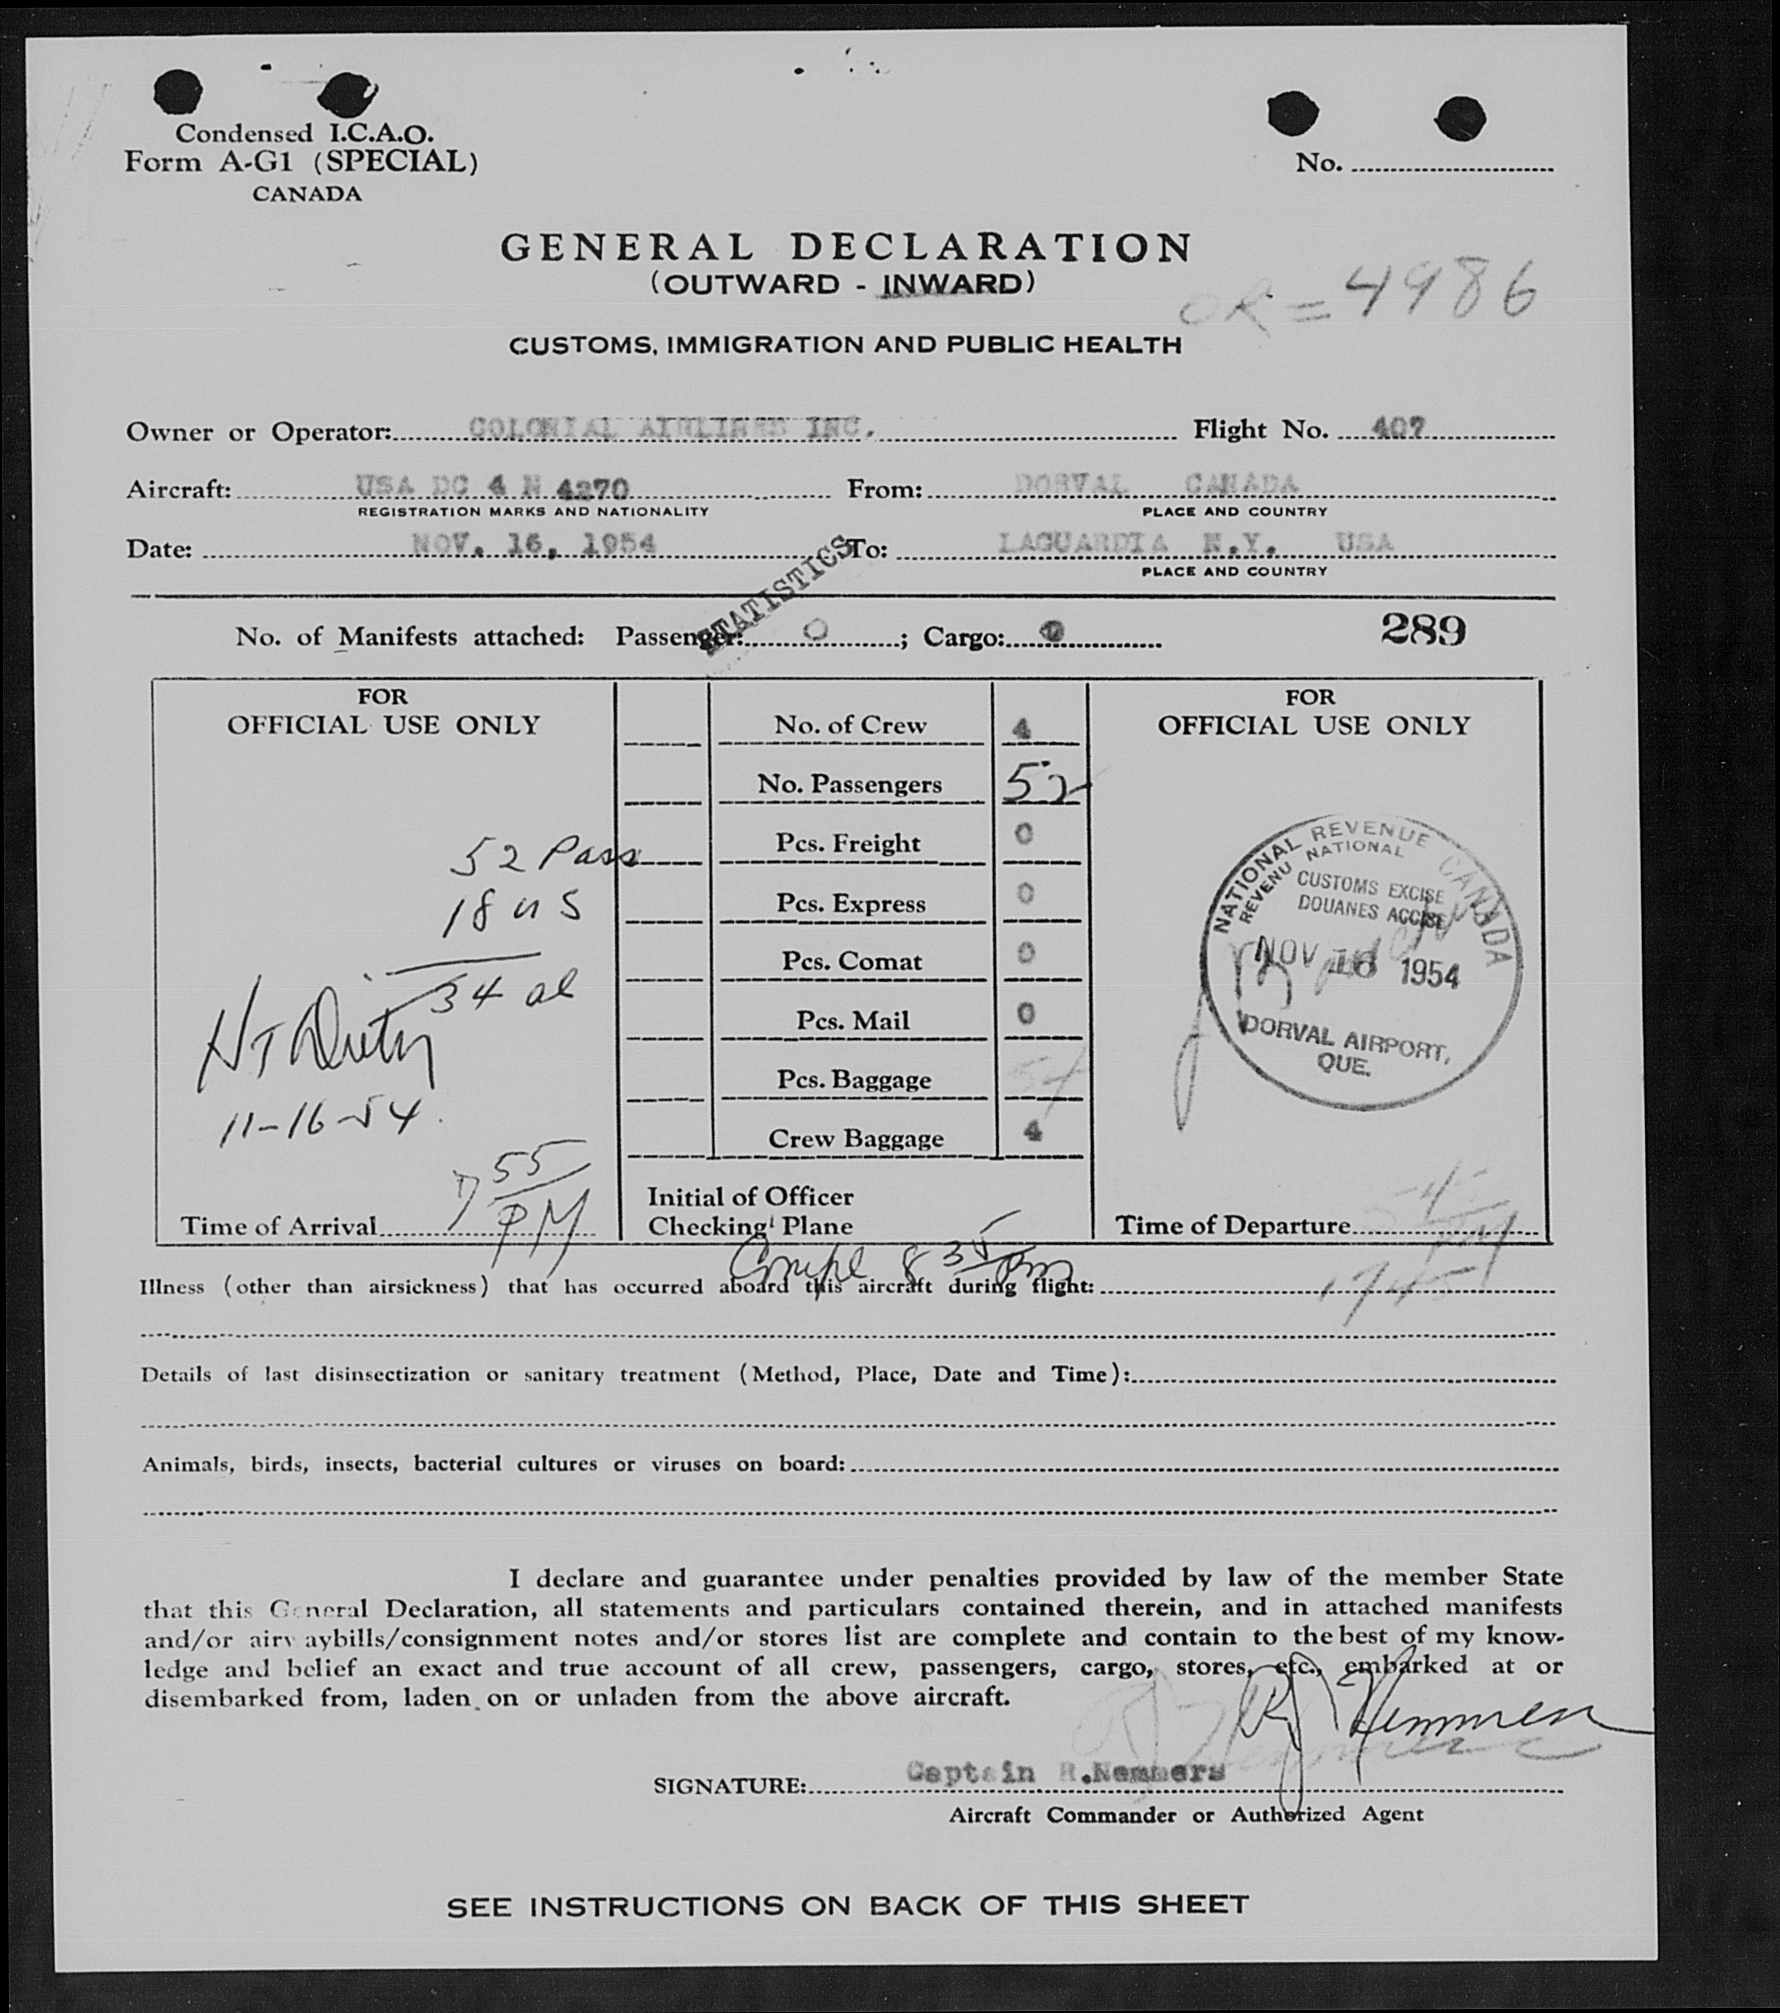 Condensed I.C.A.O.
Form A-G1 (SPECIAL)
CANADA
No.
GENERAL DECLARATION
(OUTWARD - INWARD)
OR = 4986
CUSTOMS, IMMIGRATION AND PUBLIC HEALTH
Owner or Operator: COLONIAL AIRLINES INC. Flight No. 407
Aircraft: USA DC 4 N 4270 From: DORVAL CANADA
REGISTRATION MARKS AND NATIONALITY PLACE AND COUNTRY
Date: NOV. 16, 1954 To: LAGUARDIA N.Y. USA
PLACE AND COUNTRY
STATISTICS
No. of Manifests attached: Passenger: 0; Cargo: 0 289
FOR
OFFICIAL USE ONLY
52 Pass
18 US
34 al
11-16-54
Time of Arrival 7 55 PM
No. of Crew 4
No. Passengers 52
Pcs. Freight 0
Pcs. Express 0
Pcs. Comat 0
Pcs. Mail 0
Pcs. Baggage
Crew Baggage 4
Initial of Officer
Checking Plane
FOR
OFFICIAL USE ONLY
NATIONAL REVENUE CANADA
REVENU NATIONAL
CUSTOMS EXCISE
DOUANES ACCISE
NOV 16 1954
DORVAL AIRPORT,
QUE.
Time of Departure
1745
Compl 8 35 pm
Illness (other than airsickness) that has occurred aboard this aircraft during flight:
Details of last disinsectization or sanitary treatment (Method, Place, Date and Time):
Animals, birds, insects, bacterial cultures or viruses on board:
I declare and guarantee under penalties provided by law of the member State
that this General Declaration, all statements and particulars contained therein, and in attached manifests
and/or airwaybills/consignment notes and/or stores list are complete and contain to the best of my know-
ledge and belief an exact and true account of all crew, passengers, cargo, stores, etc., embarked at or
disembarked from, laden on or unladen from the above aircraft.
SIGNATURE: Captain R.Nemmers
Aircraft Commander or Authorized Agent
SEE INSTRUCTIONS ON BACK OF THIS SHEET